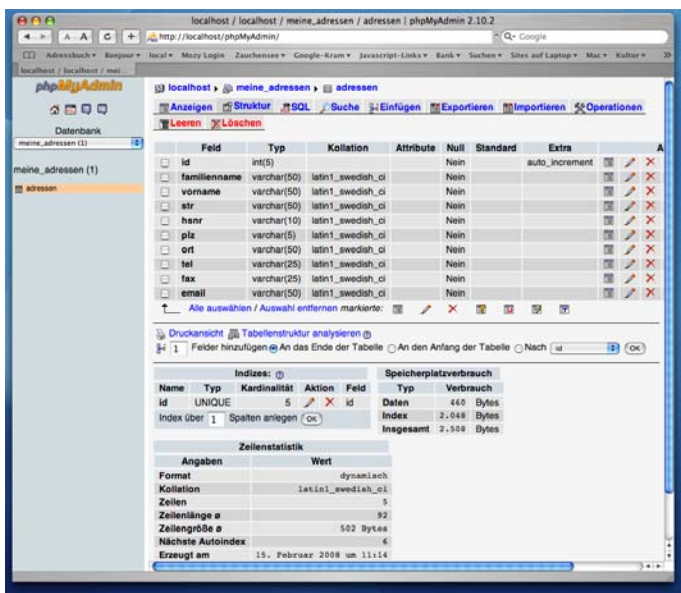 localhost / localhost / meine_adressen / adressen | phpMyAdmin 2.10.2
http://localhost/phpMyAdmin/
Google
Adressbuch Bonjour local Mozy Login Zauchensee Google-Kram Javascript-Links Bank Suchen Sites auf Laptop Mac Kultur
localhost / localhost / mei...
phpMyAdmin
Datenbank
meine_adressen (1)
meine_adressen (1)
adressen
localhost meine_adressen adressen
Anzeigen Struktur SQL Suche Einfügen Exportieren Importieren Operationen
Leeren Löschen
Feld Typ Kollation Attribute Null Standard Extra A
id int(5) Nein auto_increment
familienname varchar(50) latin1_swedish_ci Nein
vorname varchar(50) latin1_swedish_ci Nein
str varchar(50) latin1_swedish_ci Nein
hsnr varchar(10) latin1_swedish_ci Nein
plz varchar(5) latin1_swedish_ci Nein
ort varchar(50) latin1_swedish_ci Nein
tel varchar(25) latin1_swedish_ci Nein
fax varchar(25) latin1_swedish_ci Nein
email varchar(50) latin1_swedish_ci Nein
Alle auswählen / Auswahl entfernen markierte:
Druckansicht Tabellenstruktur analysieren
1 Felder hinzufügen An das Ende der Tabelle An den Anfang der Tabelle Nach id OK
Indizes:
Name Typ Kardinalität Aktion Feld
id UNIQUE 5 id
Index über 1 Spalten anlegen OK
Speicherplatzverbrauch
Typ Verbrauch
Daten 460 Bytes
Index 2.048 Bytes
Insgesamt 2.508 Bytes
Zeilenstatistik
Angaben Wert
Format dynamisch
Kollation latin1_swedish_ci
Zeilen 5
Zeilenlänge ø 92
Zeilengröße ø 502 Bytes
Nächste Autoindex 6
Erzeugt am 15. Februar 2008 um 11:14